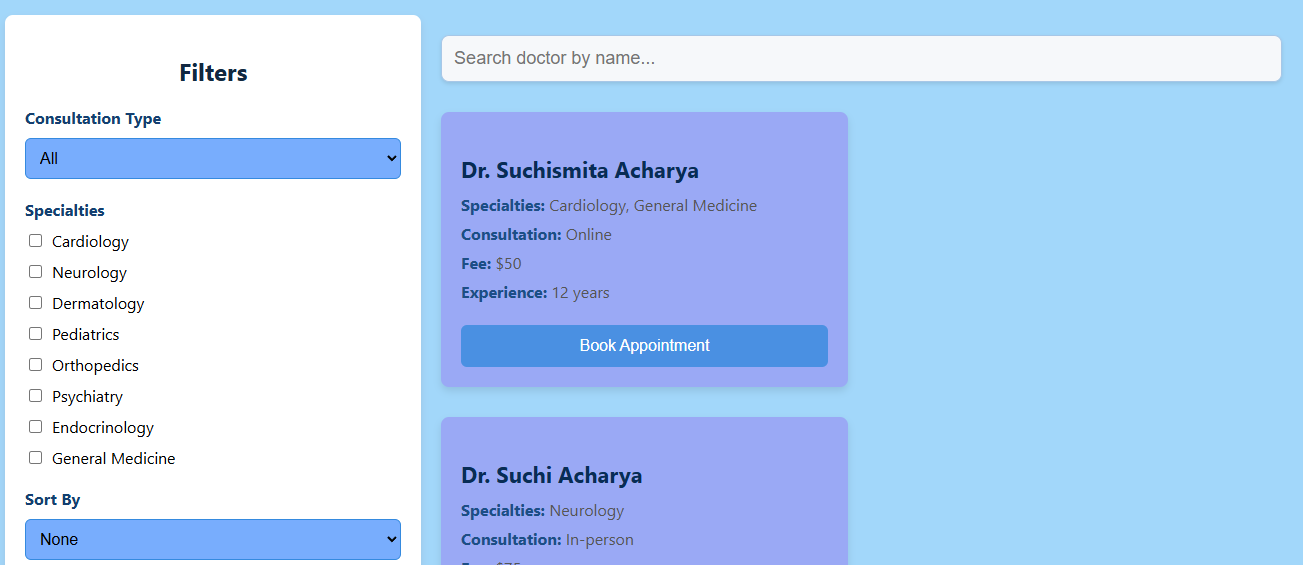 Filters
Consultation Type
All
Specialties
Cardiology
Neurology
Dermatology
Pediatrics
Orthopedics
Psychiatry
Endocrinology
General Medicine
Sort By
None
Search doctor by name...
Dr. Suchismita Acharya
Specialties: Cardiology, General Medicine
Consultation: Online
Fee: $50
Experience: 12 years
Book Appointment
Dr. Suchi Acharya
Specialties: Neurology
Consultation: In-person